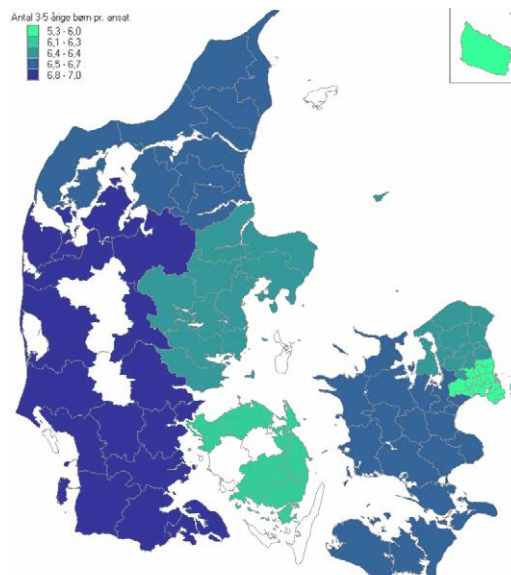 Antal 3-5 årige børn pr. ansat
5,3 - 6,0
6,1 - 6,3
6,4 - 6,4
6,5 - 6,7
6,8 - 7,0